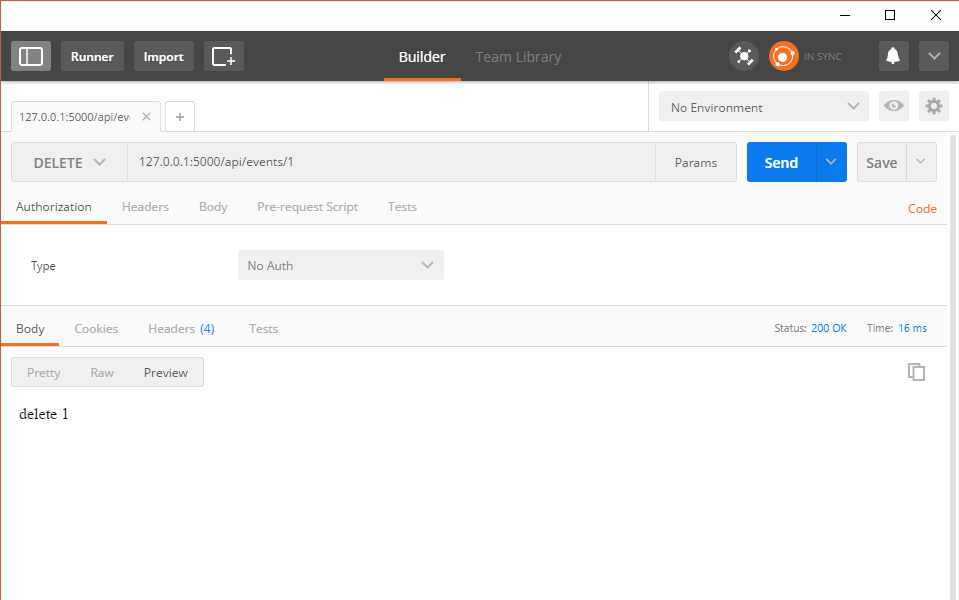 Runner Import Builder Team Library IN SYNC
127.0.0.1:5000/api/ev No Environment
DELETE 127.0.0.1:5000/api/events/1 Params Send Save
Authorization Headers Body Pre-request Script Tests Code
Type No Auth
Body Cookies Headers (4) Tests Status: 200 OK Time: 16 ms
Pretty Raw Preview
delete 1